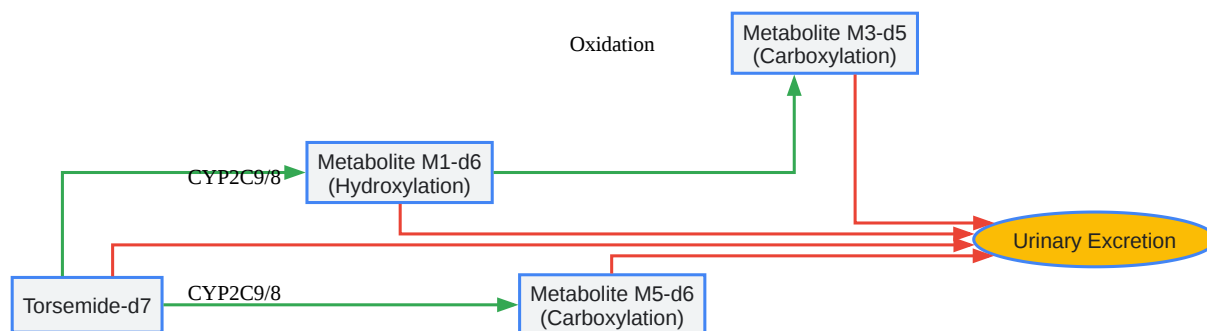 Oxidation
Metabolite M3-d5
(Carboxylation)
CYP2C9/8
Metabolite M1-d6
(Hydroxylation)
Urinary Excretion
Torsemide-d7
CYP2C9/8
Metabolite M5-d6
(Carboxylation)